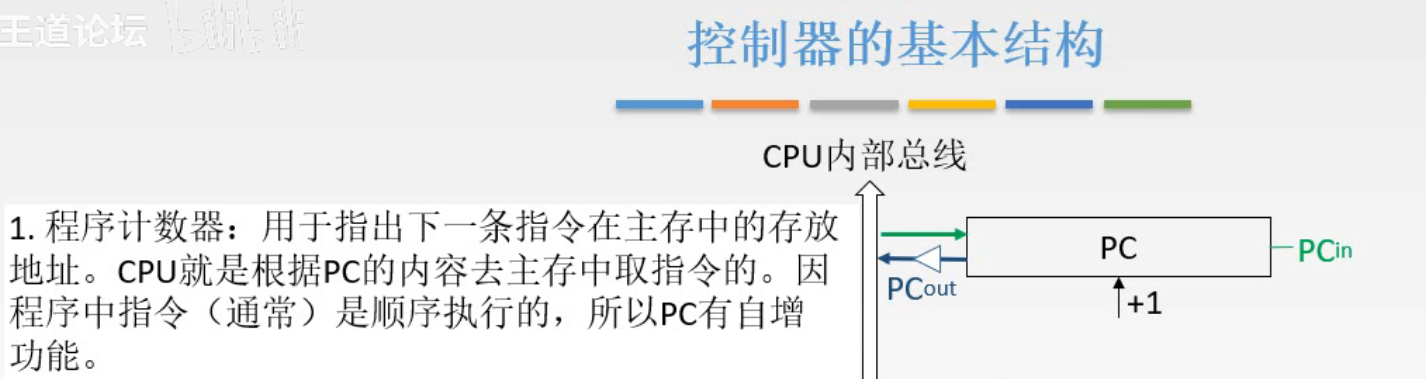 王道论坛 bilibili
控制器的基本结构
CPU内部总线
1. 程序计数器：用于指出下一条指令在主存中的存放
地址。CPU就是根据PC的内容去主存中取指令的。因
程序中指令（通常）是顺序执行的，所以PC有自增
功能。
PC
PCin
PCout
+1